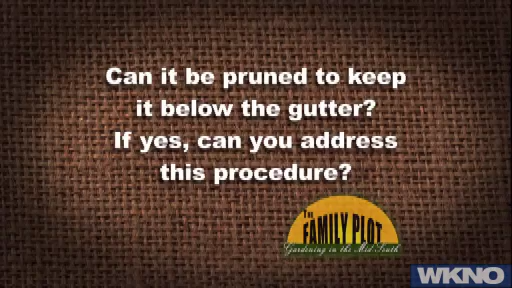 Can it be pruned to keep
it below the gutter?
If yes, can you address
this procedure?
The
FAMILY PLOT
Gardening in the Mid-South
WKNO